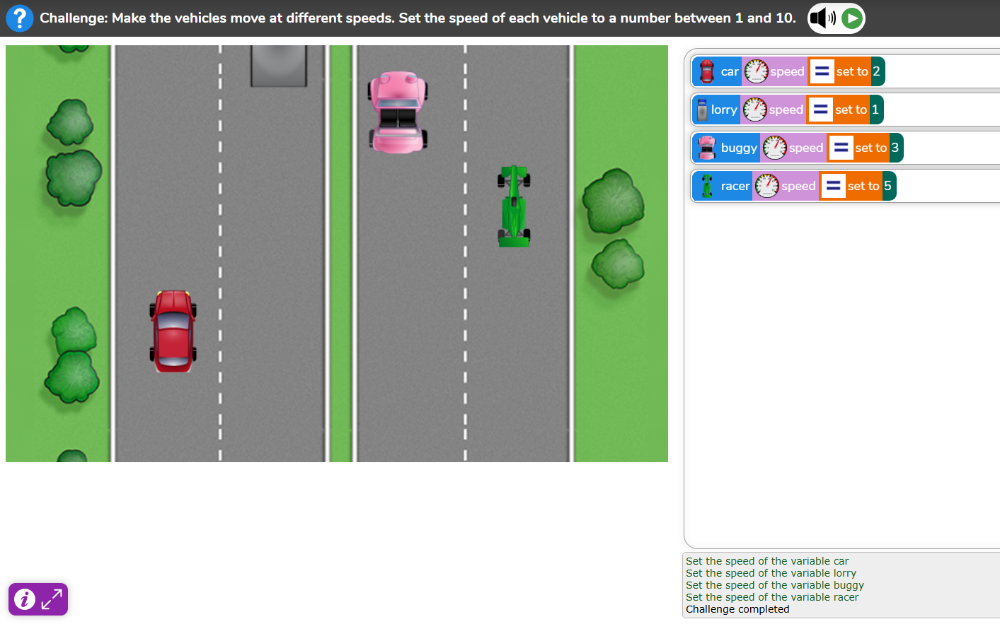 ? Challenge: Make the vehicles move at different speeds. Set the speed of each vehicle to a number between 1 and 10.
car speed = set to 2
lorry speed = set to 1
buggy speed = set to 3
racer speed = set to 5
Set the speed of the variable car
Set the speed of the variable lorry
Set the speed of the variable buggy
Set the speed of the variable racer
Challenge completed
i